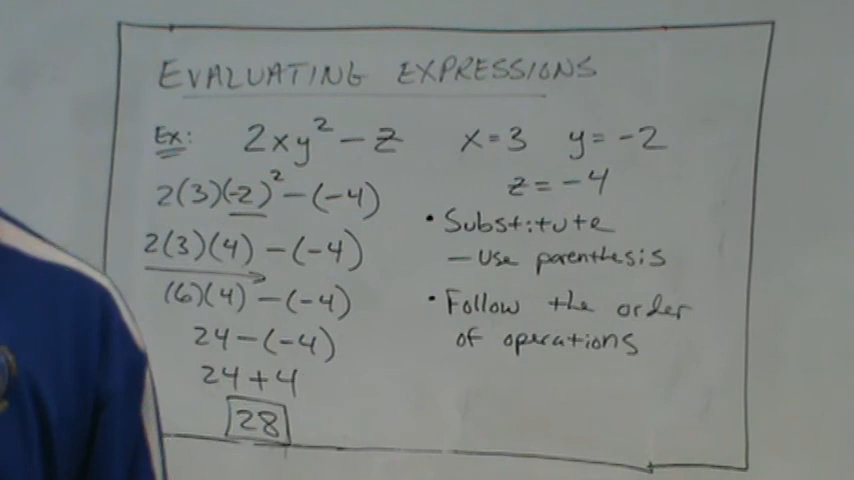 EVALUATING EXPRESSIONS
Ex: 2xy² - z x = 3 y = -2
z = -4
2(3)(-2)² - (-4)
2(3)(4) - (-4)
(6)(4) - (-4)
24 - (-4)
24 + 4
28
• Substitute
- Use parenthesis
• Follow the order
of operations